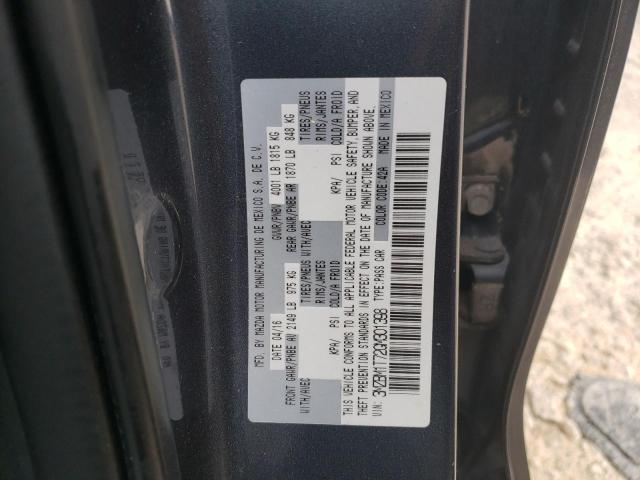 MFD. BY MAZDA MOTOR MANUFACTURING DE MEXICO S.A. DE C.V.
DATE 04/16 GVWR/PNBV 4001 LB 1815 KG
FRONT GAWR/PNBE AV 2149 LB 975 KG REAR GAWR/PNBE AR 1870 LB 848 KG
WITH/AVEC TIRES/PNEUS WITH/AVEC TIRES/PNEUS
RIMS/JANTES RIMS/JANTES
KPA/ PSI COLD/A FROID KPA/ PSI COLD/A FROID
THIS VEHICLE CONFORMS TO ALL APPLICABLE FEDERAL MOTOR VEHICLE SAFETY, BUMPER, AND
THEFT PREVENTION STANDARDS IN EFFECT ON THE DATE OF MANUFACTURE SHOWN ABOVE.
VIN: 3MZBM1T72GM301398 TYPE: PASS CAR COLOR CODE: 42A MADE IN MEXICO